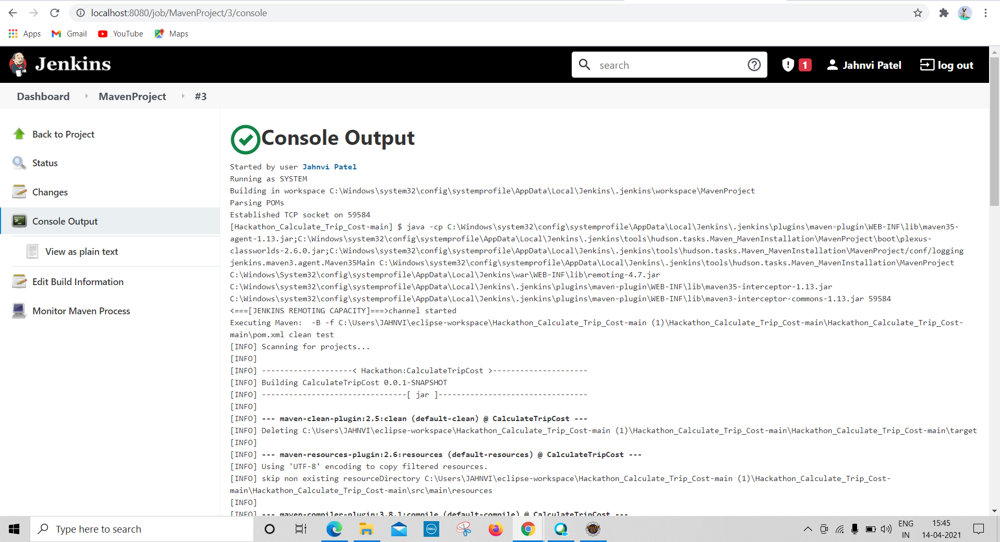 localhost:8080/job/MavenProject/3/console
Apps Gmail YouTube Maps
Jenkins search 1 Jahnvi Patel log out
Dashboard MavenProject #3
Back to Project
Status
Changes
Console Output
View as plain text
Edit Build Information
Monitor Maven Process
Console Output
Started by user Jahnvi Patel
Running as SYSTEM
Building in workspace C:\Windows\system32\config\systemprofile\AppData\Local\Jenkins\.jenkins\workspace\MavenProject
Parsing POMs
Established TCP socket on 59584
[Hackathon_Calculate_Trip_Cost-main] $ java -cp C:\Windows\system32\config\systemprofile\AppData\Local\Jenkins\.jenkins\plugins\maven-plugin\WEB-INF\lib\maven35-
agent-1.13.jar;C:\Windows\system32\config\systemprofile\AppData\Local\Jenkins\.jenkins\tools\hudson.tasks.Maven_MavenInstallation\MavenProject\boot\plexus-
classworlds-2.6.0.jar;C:\Windows\system32\config\systemprofile\AppData\Local\Jenkins\.jenkins\tools\hudson.tasks.Maven_MavenInstallation\MavenProject/conf/logging
jenkins.maven3.agent.Maven35Main C:\Windows\system32\config\systemprofile\AppData\Local\Jenkins\.jenkins\tools\hudson.tasks.Maven_MavenInstallation\MavenProject
C:\Windows\System32\config\systemprofile\AppData\Local\Jenkins\war\WEB-INF\lib\remoting-4.7.jar
C:\Windows\system32\config\systemprofile\AppData\Local\Jenkins\.jenkins\plugins\maven-plugin\WEB-INF\lib\maven35-interceptor-1.13.jar
C:\Windows\system32\config\systemprofile\AppData\Local\Jenkins\.jenkins\plugins\maven-plugin\WEB-INF\lib\maven3-interceptor-commons-1.13.jar 59584
<===[JENKINS REMOTING CAPACITY]===>channel started
Executing Maven:  -B -f C:\Users\JAHNVI\eclipse-workspace\Hackathon_Calculate_Trip_Cost-main (1)\Hackathon_Calculate_Trip_Cost-main\Hackathon_Calculate_Trip_Cost-
main\pom.xml clean test
[INFO] Scanning for projects...
[INFO]
[INFO] --------------------< Hackathon:CalculateTripCost >---------------------
[INFO] Building CalculateTripCost 0.0.1-SNAPSHOT
[INFO] --------------------------------[ jar ]---------------------------------
[INFO]
[INFO] --- maven-clean-plugin:2.5:clean (default-clean) @ CalculateTripCost ---
[INFO] Deleting C:\Users\JAHNVI\eclipse-workspace\Hackathon_Calculate_Trip_Cost-main (1)\Hackathon_Calculate_Trip_Cost-main\Hackathon_Calculate_Trip_Cost-main\target
[INFO]
[INFO] --- maven-resources-plugin:2.6:resources (default-resources) @ CalculateTripCost ---
[INFO] Using 'UTF-8' encoding to copy filtered resources.
[INFO] skip non existing resourceDirectory C:\Users\JAHNVI\eclipse-workspace\Hackathon_Calculate_Trip_Cost-main (1)\Hackathon_Calculate_Trip_Cost-
main\Hackathon_Calculate_Trip_Cost-main\src\main\resources
[INFO]
[INFO] --- maven-compiler-plugin:3.8.1:compile (default-compile) @ CalculateTripCost ---
Type here to search
DELL
ENG
IN
15:45
14-04-2021